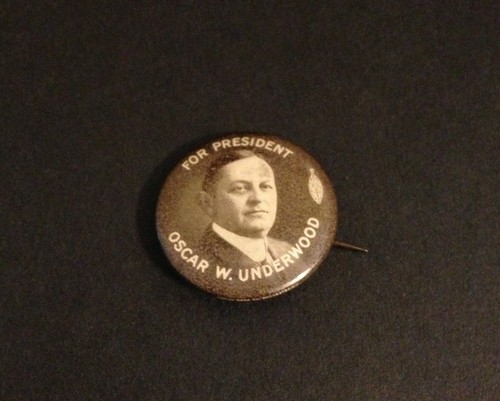 FOR PRESIDENT
OSCAR W. UNDERWOOD